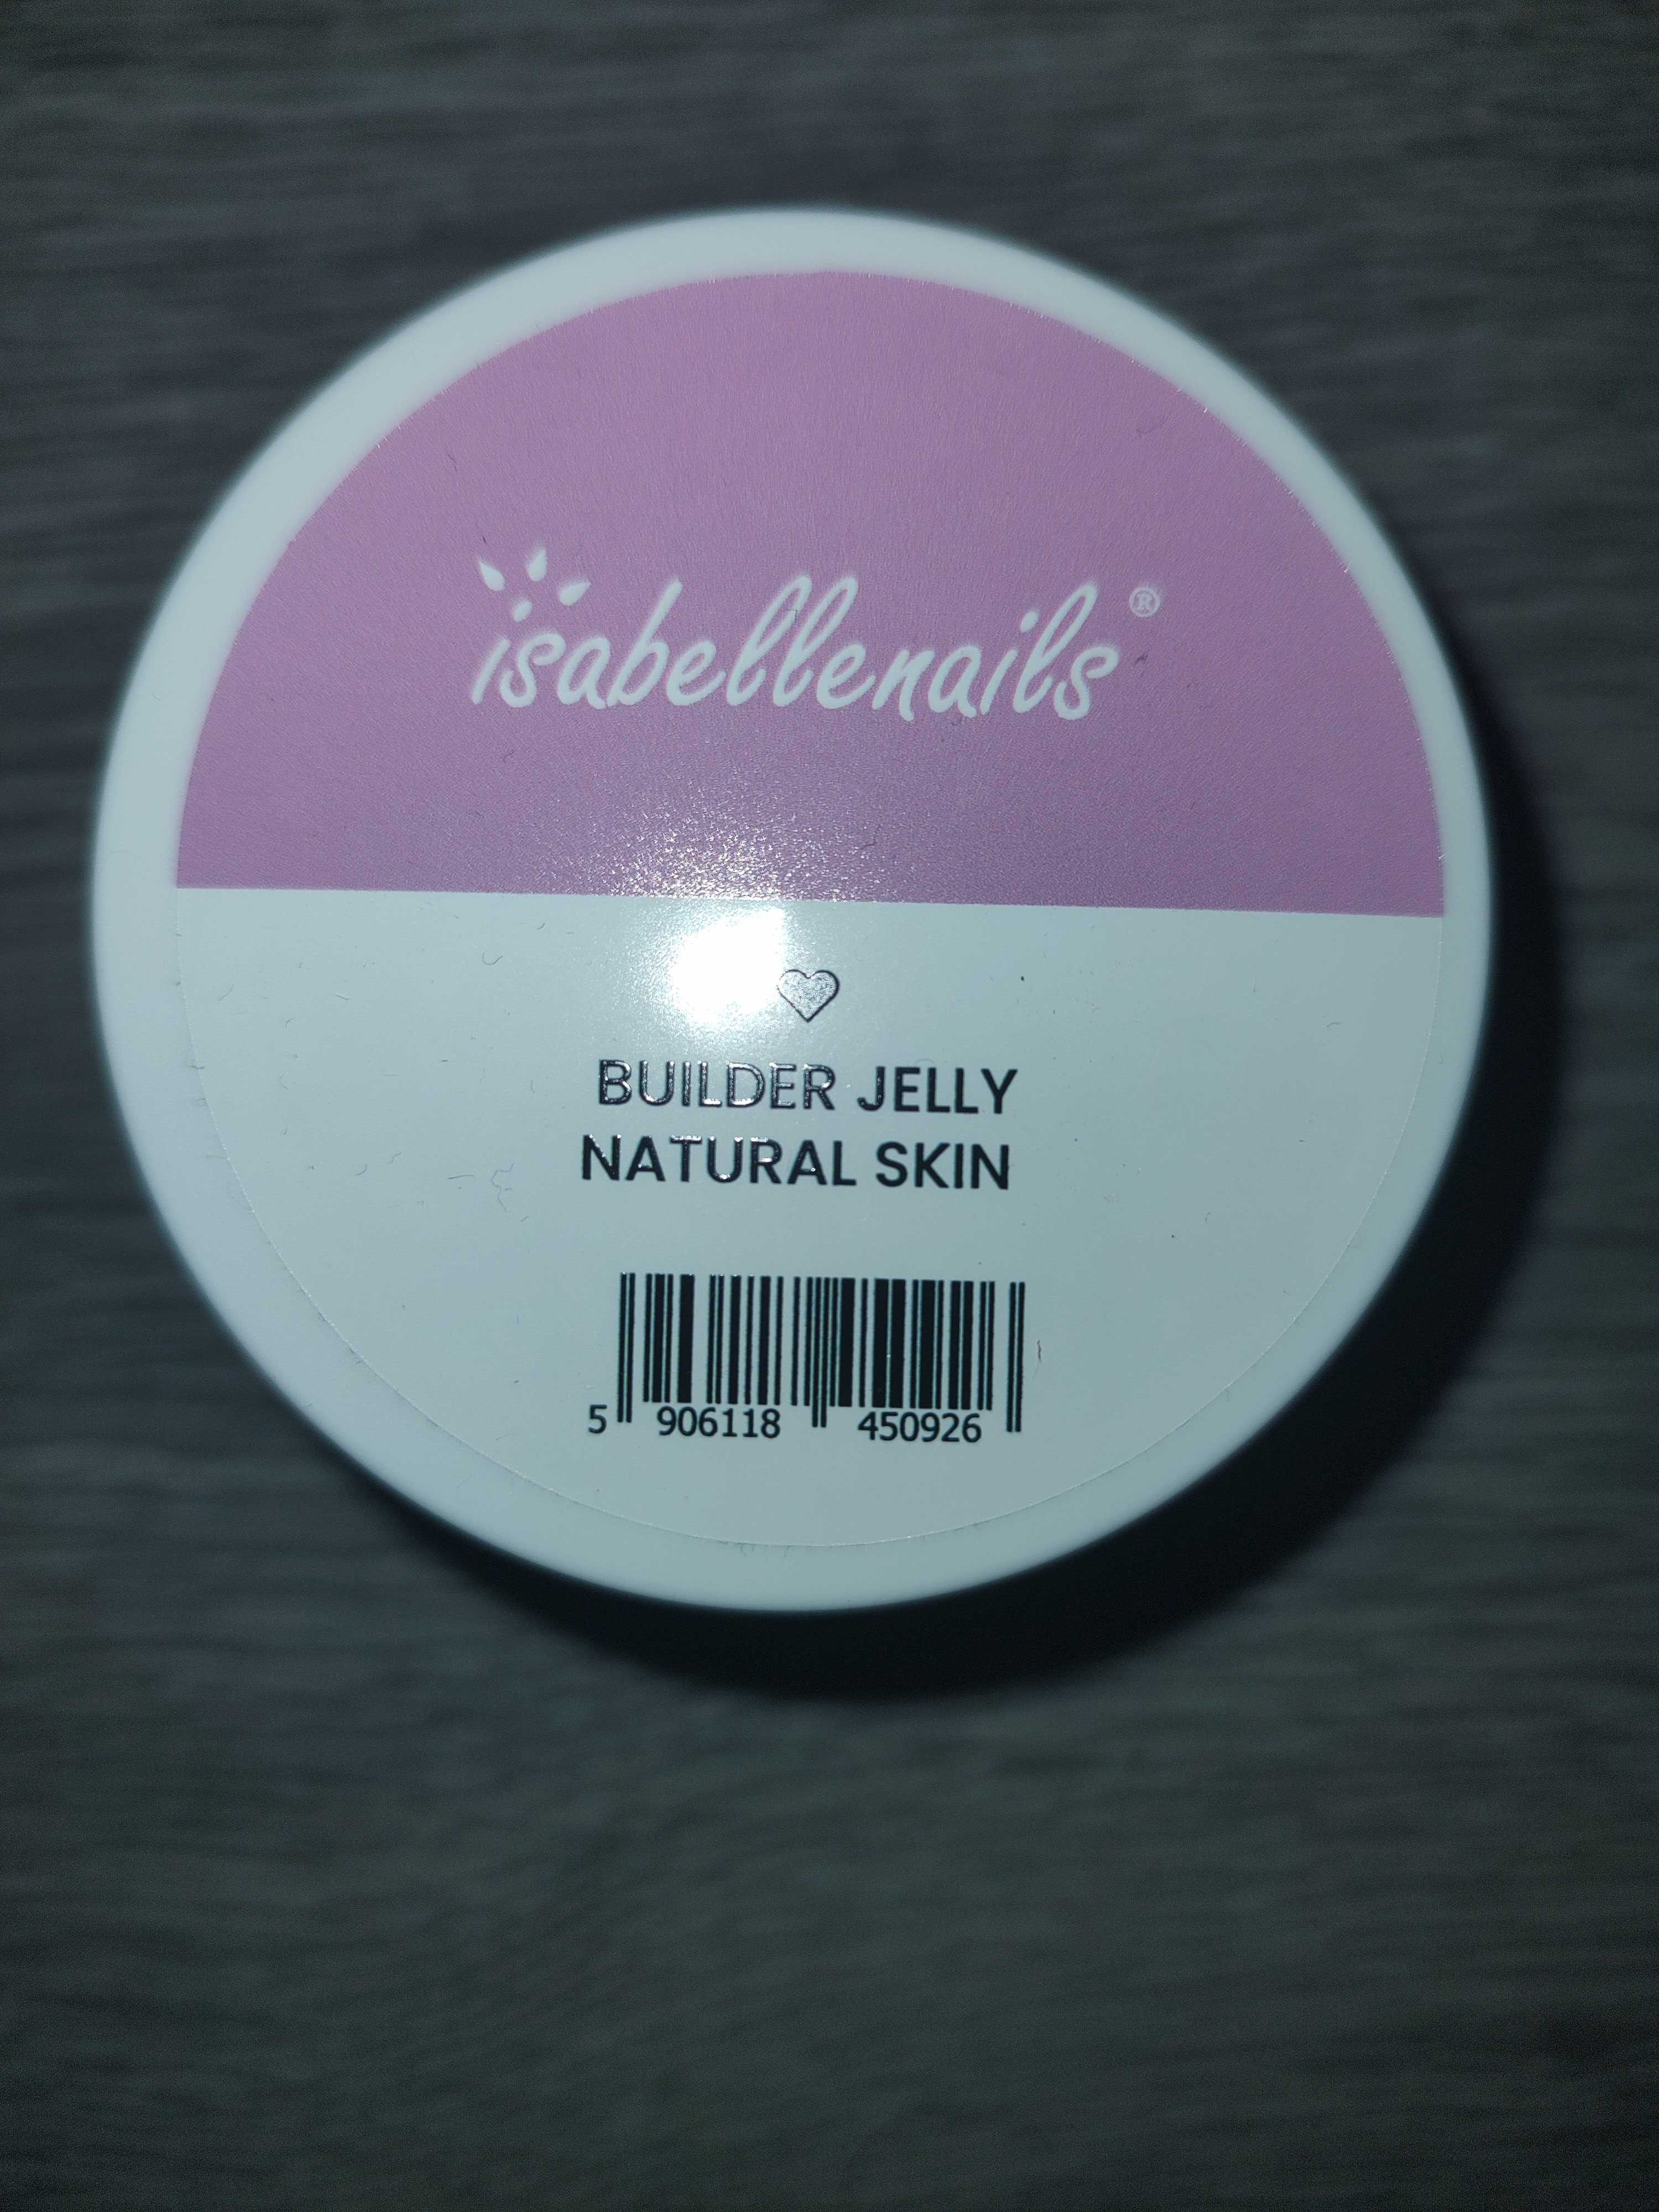 isabellenails®
BUILDER JELLY
NATURAL SKIN
5 906118 450926